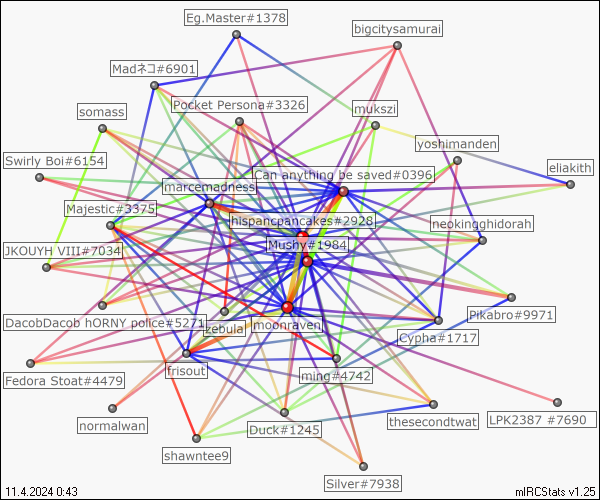 Eg.Master#1378
bigcitysamurai
Madネコ#6901
Pocket Persona#3326
somass
mukszi
yoshimanden
Swirly Boi#6154
Can anything be saved#0396
eliakith
marcemadness
Majestic#3375
hispancpancakes#2928
neokinghidorah
Mushy#1984
JKOUYH VIII#7034
Pikabro#9971
DacobDacob hORNY police#5271
zebula
moonraven
Cypha#1717
frisout
ming#4742
Fedora Stoat#4479
normalwan
Duck#1245
thesecondtwat
LPK2387 #7690
shawntee9
Silver#7938
11.4.2024 0:43
mIRCStats v1.25